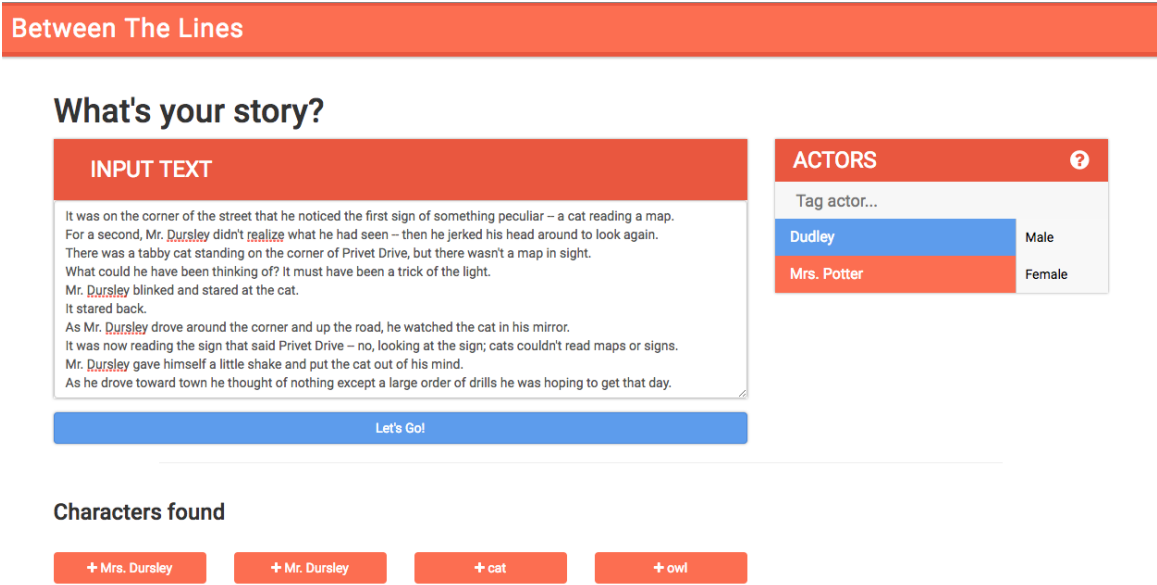 Between The Lines
What's your story?
INPUT TEXT
It was on the corner of the street that he noticed the first sign of something peculiar – a cat reading a map.
For a second, Mr. Dursley didn't realize what he had seen – then he jerked his head around to look again.
There was a tabby cat standing on the corner of Privet Drive, but there wasn't a map in sight.
What could he have been thinking of? It must have been a trick of the light.
Mr. Dursley blinked and stared at the cat.
It stared back.
As Mr. Dursley drove around the corner and up the road, he watched the cat in his mirror.
It was now reading the sign that said Privet Drive – no, looking at the sign; cats couldn't read maps or signs.
Mr. Dursley gave himself a little shake and put the cat out of his mind.
As he drove toward town he thought of nothing except a large order of drills he was hoping to get that day.
Let's Go!
ACTORS ?
Tag actor...
Dudley Male
Mrs. Potter Female
Characters found
+ Mrs. Dursley
+ Mr. Dursley
+ cat
+ owl